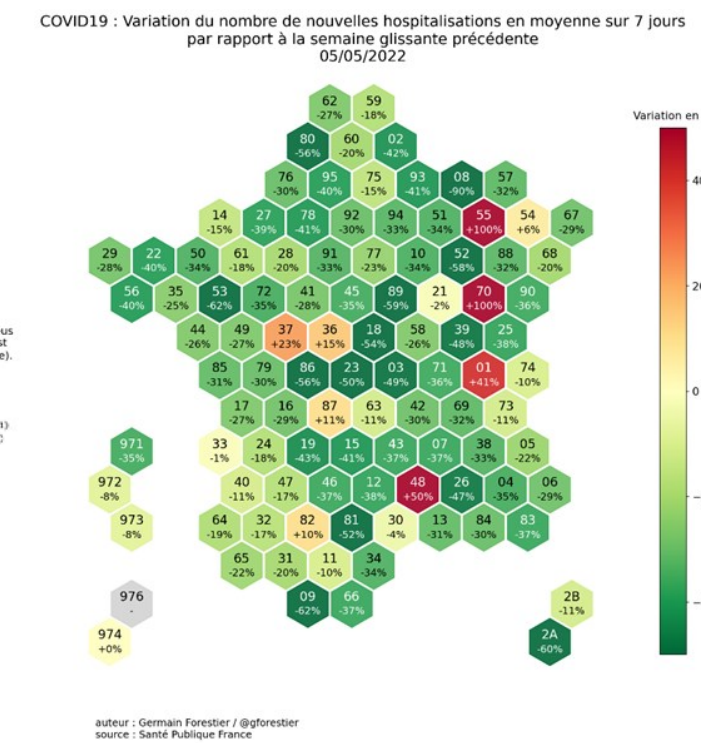 COVID19 : Variation du nombre de nouvelles hospitalisations en moyenne sur 7 jours
par rapport à la semaine glissante précédente
05/05/2022
Variation en
62 59
-27% -18%
80 60 02
-56% -20% -42%
76 95 75 93 08 57
-30% -40% -15% -41% -90% -32%
14 27 78 92 94 51 55 54 67
-15% -39% -41% -30% -33% -34% +100% +6% -29%
29 22 50 61 28 91 77 10 52 88 68
-28% -40% -34% -18% -20% -33% -23% -34% -58% -32% -20%
56 35 53 72 41 45 89 21 70 90
-40% -25% -62% -35% -28% -35% -59% -2% +100% -36%
44 49 37 36 18 58 39 25
-26% -27% +23% +15% -54% -26% -48% -38%
85 79 86 23 03 71 01 74
-31% -30% -56% -50% -49% -36% +41% -10%
17 16 87 63 42 69 73
-27% -29% +11% -11% -30% -32% -11%
971 33 24 19 15 43 07 38 05
-35% -1% -18% -43% -41% -37% -37% -33% -22%
972 40 47 46 12 48 26 04 06
-8% -11% -17% -37% -38% +50% -47% -35% -29%
973 64 32 82 81 30 13 84 83
-8% -19% -17% +10% -52% -4% -31% -30% -37%
65 31 11 34
-22% -20% -10% -34%
976 09 66 2B
- -62% -37% -11%
974 2A
+0% -60%
0
auteur : Germain Forestier / @gforestier
source : Santé Publique France